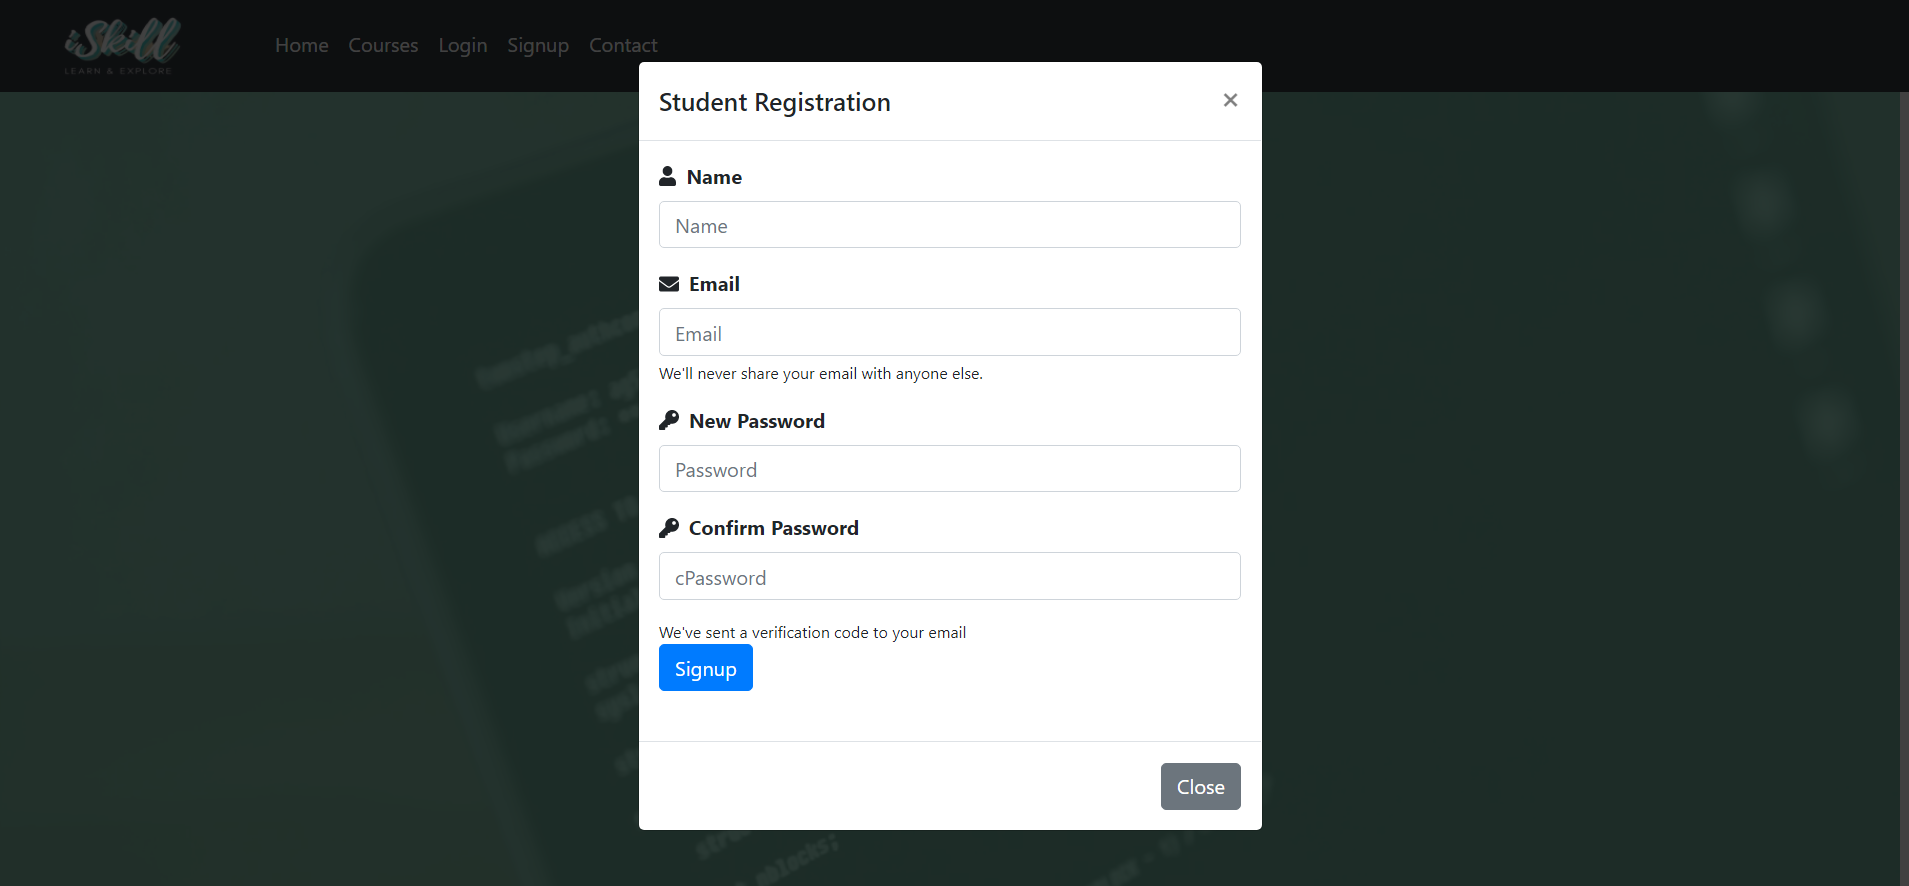 iSkill
LEARN & EXPLORE
Home Courses Login Signup Contact
Student Registration
×
Name
Name
Email
Email
We'll never share your email with anyone else.
New Password
Password
Confirm Password
cPassword
We've sent a verification code to your email
Signup
Close